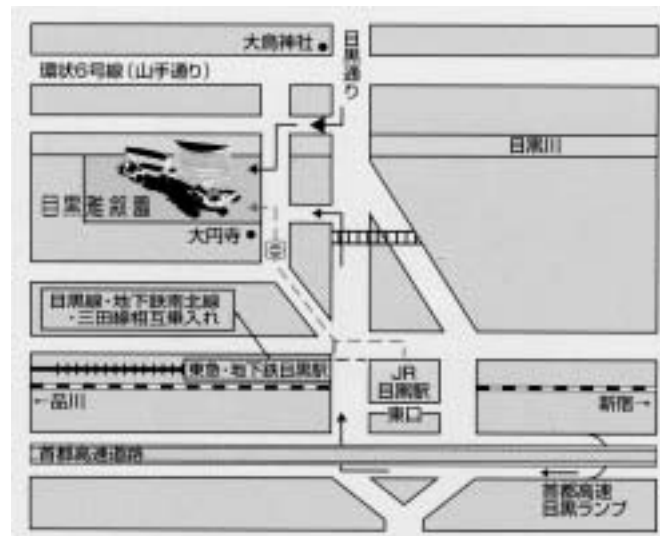 大鳥神社
目黒通り
環状6号線(山手通り)
目黒川
目黒雅叙園
大円寺
目黒線・地下鉄南北線
・三田線相互乗入れ
東急・地下鉄目黒駅
JR
目黒駅
東口
←品川
新宿→
首都高速道路
首都高速
目黒ランプ